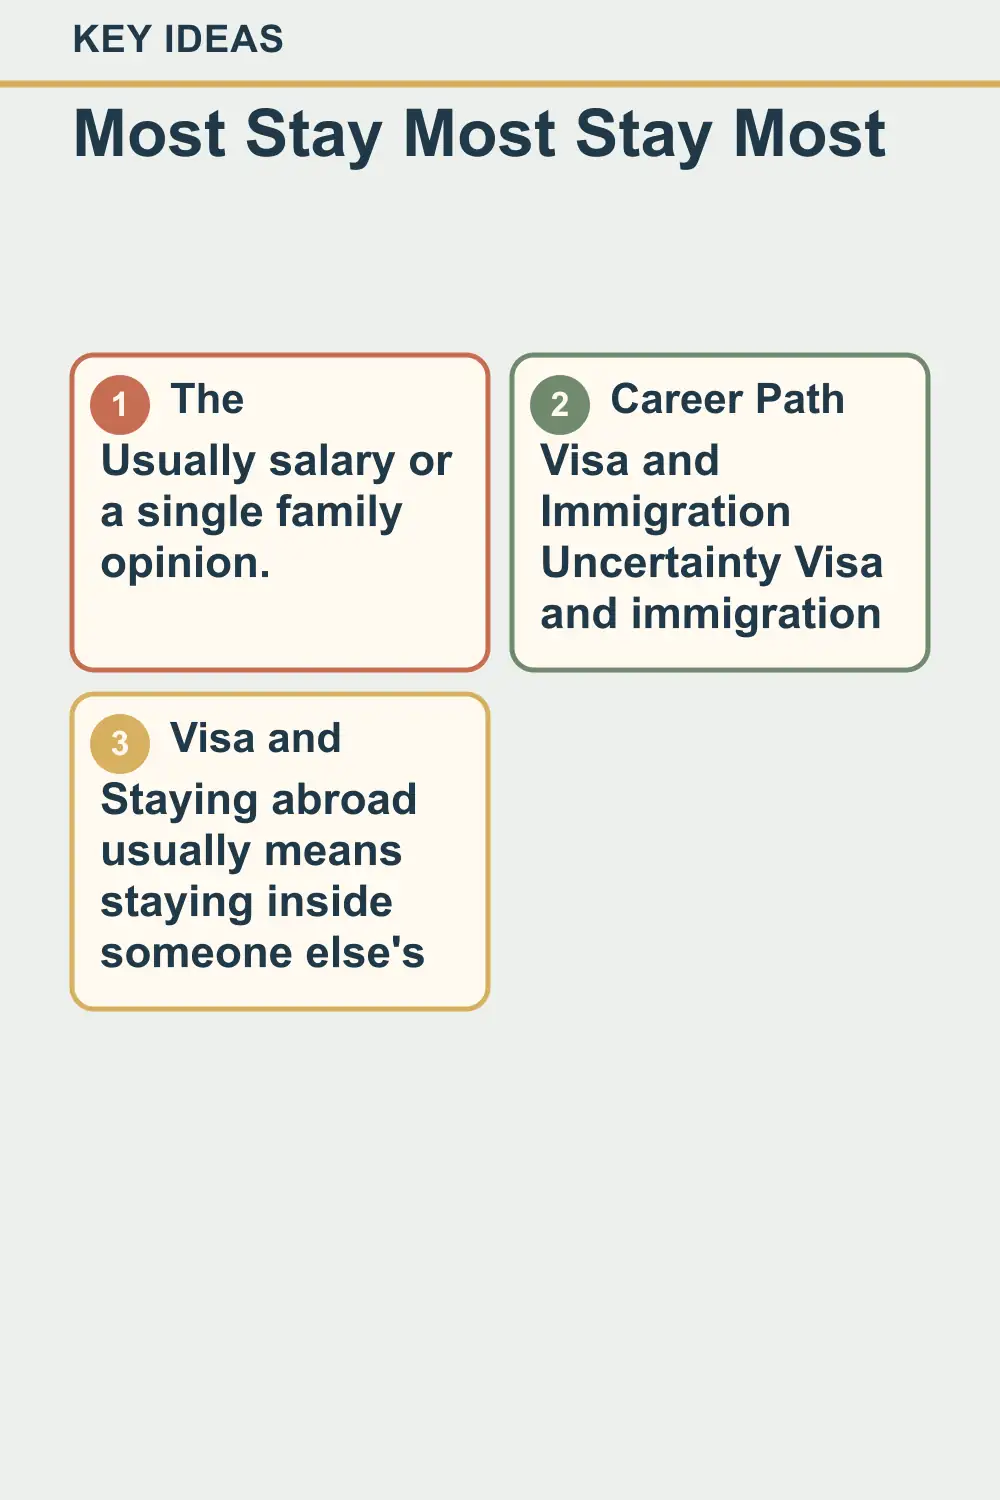 KEY IDEAS
Most Stay Most Stay Most
1 The
Usually salary or
a single family
opinion.
2 Career Path
Visa and
Immigration
Uncertainty Visa
and immigration
3 Visa and
Staying abroad
usually means
staying inside
someone else's